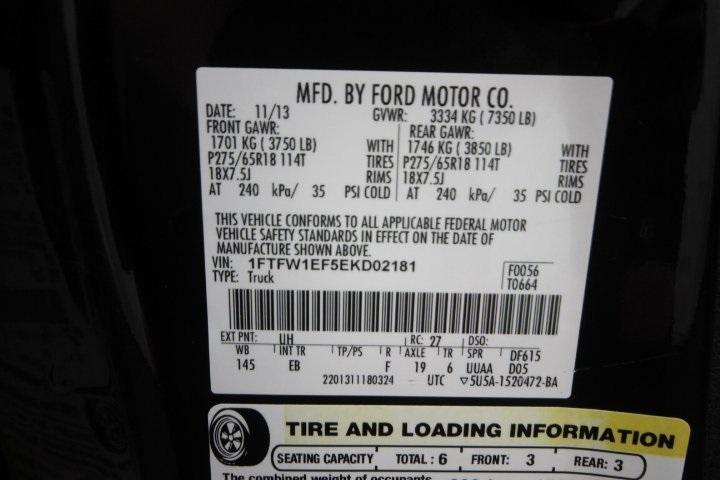 MFD. BY FORD MOTOR CO.
DATE: 11/13 GVWR: 3334 KG ( 7350 LB)
FRONT GAWR: REAR GAWR:
1701 KG ( 3750 LB) WITH 1746 KG ( 3850 LB) WITH
P275/65R18 114T TIRES P275/65R18 114T TIRES
18X7.5J RIMS 18X7.5J RIMS
AT 240 kPa/ 35 PSI COLD AT 240 kPa/ 35 PSI COLD
THIS VEHICLE CONFORMS TO ALL APPLICABLE FEDERAL MOTOR
VEHICLE SAFETY STANDARDS IN EFFECT ON THE DATE OF
MANUFACTURE SHOWN ABOVE.
VIN: 1FTFW1EF5EKD02181 F0056
TYPE: Truck T0664
EXT PNT: UH RC: 27 DSO:
WB INT TR TP/PS R AXLE TR SPR DF615
145 EB F 19 6 UUAA D05
2201311180324 UTC ▽5U5A-1520472-BA
TIRE AND LOADING INFORMATION
SEATING CAPACITY TOTAL: 6 FRONT: 3 REAR: 3
The combined weight of occupants